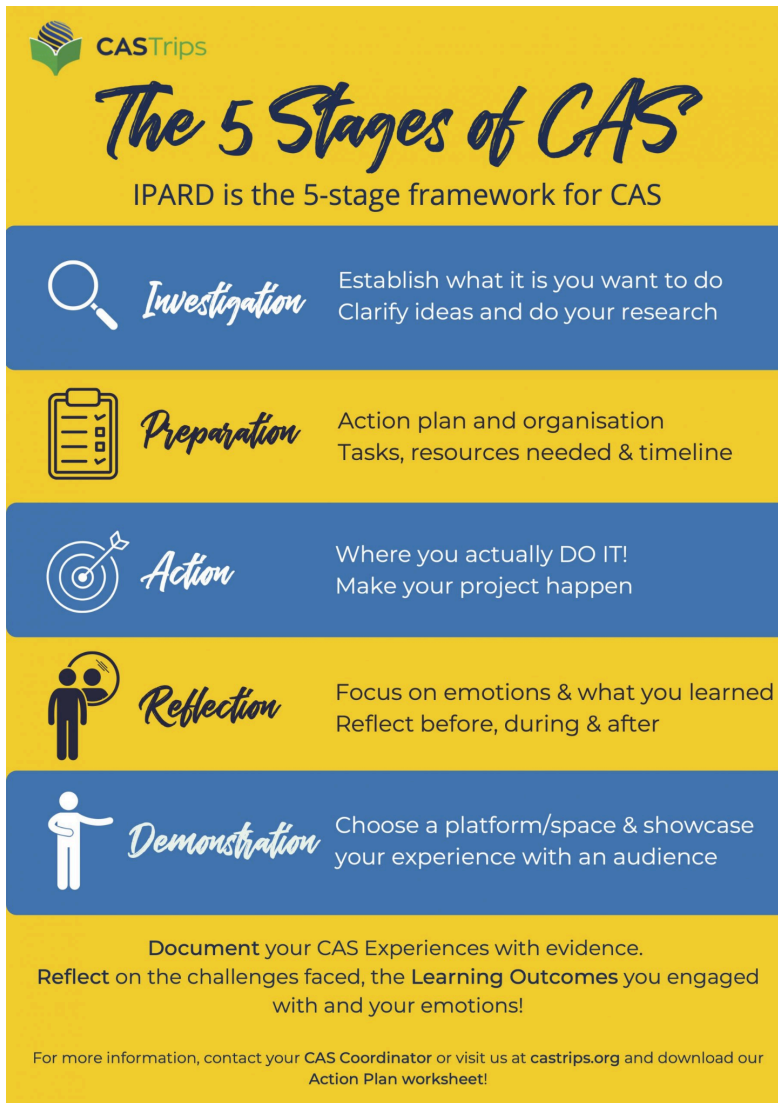 CASTrips
The 5 Stages of CAS
IPARD is the 5-stage framework for CAS
Investigation
Establish what it is you want to do
Clarify ideas and do your research
Preparation
Action plan and organisation
Tasks, resources needed & timeline
Action
Where you actually DO IT!
Make your project happen
Reflection
Focus on emotions & what you learned
Reflect before, during & after
Demonstration
Choose a platform/space & showcase
your experience with an audience
Document your CAS Experiences with evidence.
Reflect on the challenges faced, the Learning Outcomes you engaged
with and your emotions!
For more information, contact your CAS Coordinator or visit us at castrips.org and download our
Action Plan worksheet!